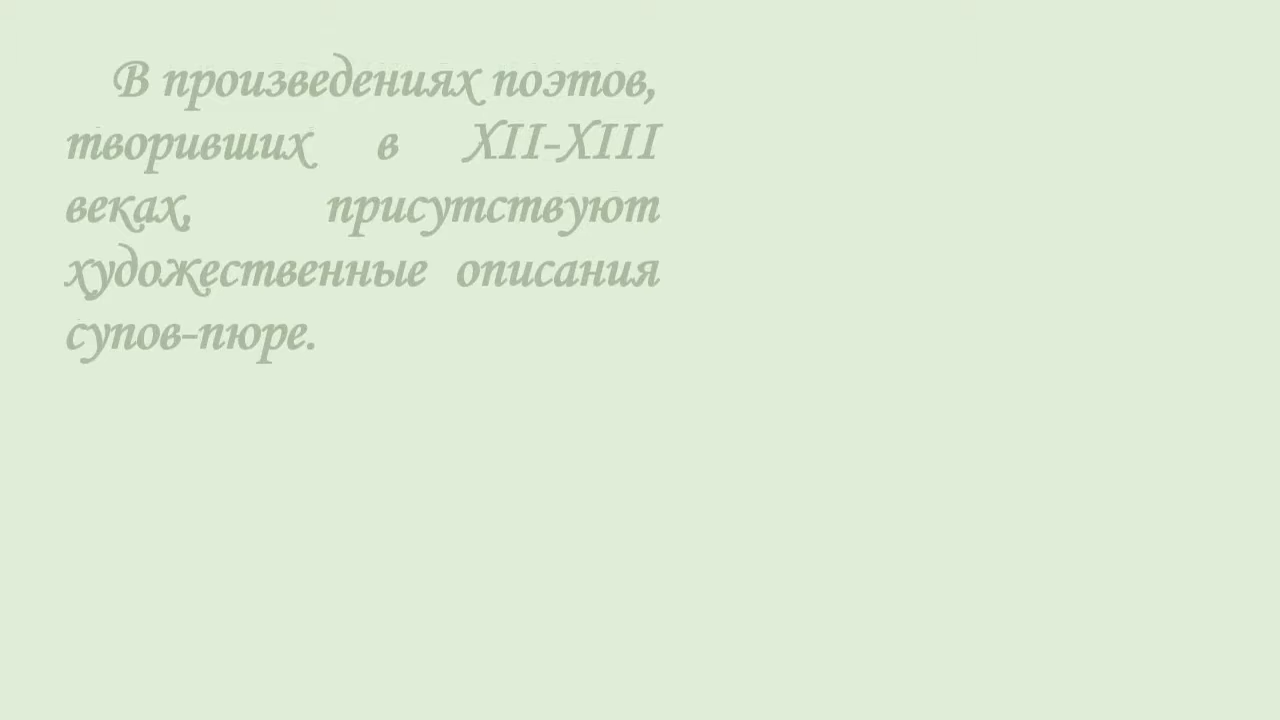 В произведениях поэтов,
творивших в XII-XIII
веках, присутствуют
художественные описания
супов-пюре.